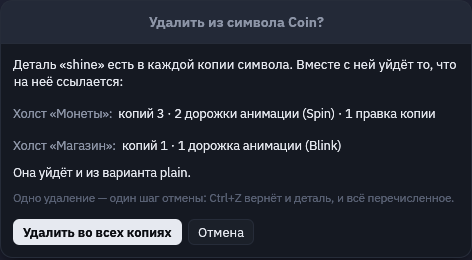 Удалить из символа Coin?
Деталь «shine» есть в каждой копии символа. Вместе с ней уйдёт то, что
на неё ссылается:
Холст «Монеты»: копий 3 · 2 дорожки анимации (Spin) · 1 правка копии
Холст «Магазин»: копий 1 · 1 дорожка анимации (Blink)
Она уйдёт и из варианта plain.
Одно удаление — один шаг отмены: Ctrl+Z вернёт и деталь, и всё перечисленное.
Удалить во всех копиях
Отмена